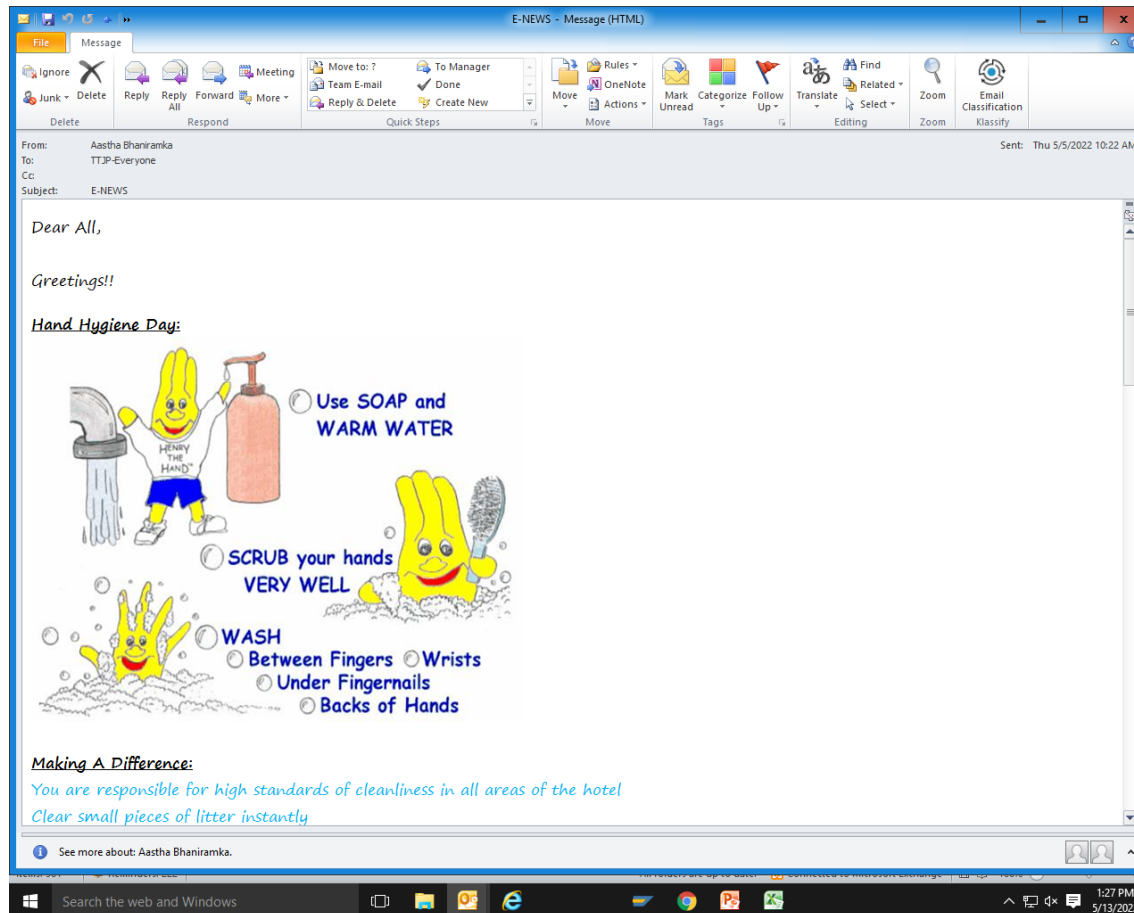 E-NEWS - Message (HTML)
File Message
Ignore
Junk
Delete
Reply
Reply All
Forward
Meeting
More
Move to: ?
Team E-mail
Reply & Delete
To Manager
Done
Create New
Move
Rules
OneNote
Actions
Mark Unread
Categorize
Follow Up
Translate
Find
Related
Select
Zoom
Email Classification
Delete Respond Quick Steps Move Tags Editing Zoom Klassify
From: Aastha Bhaniramka Sent: Thu 5/5/2022 10:22 AM
To: TTJP-Everyone
Cc:
Subject: E-NEWS
Dear All,
Greetings!!
Hand Hygiene Day:
HENRY
THE
HAND™
Use SOAP and
WARM WATER
SCRUB your hands
VERY WELL
WASH
Between Fingers Wrists
Under Fingernails
Backs of Hands
Making A Difference:
You are responsible for high standards of cleanliness in all areas of the hotel
Clear small pieces of litter instantly
See more about: Aastha Bhaniramka.
Search the web and Windows
1:27 PM